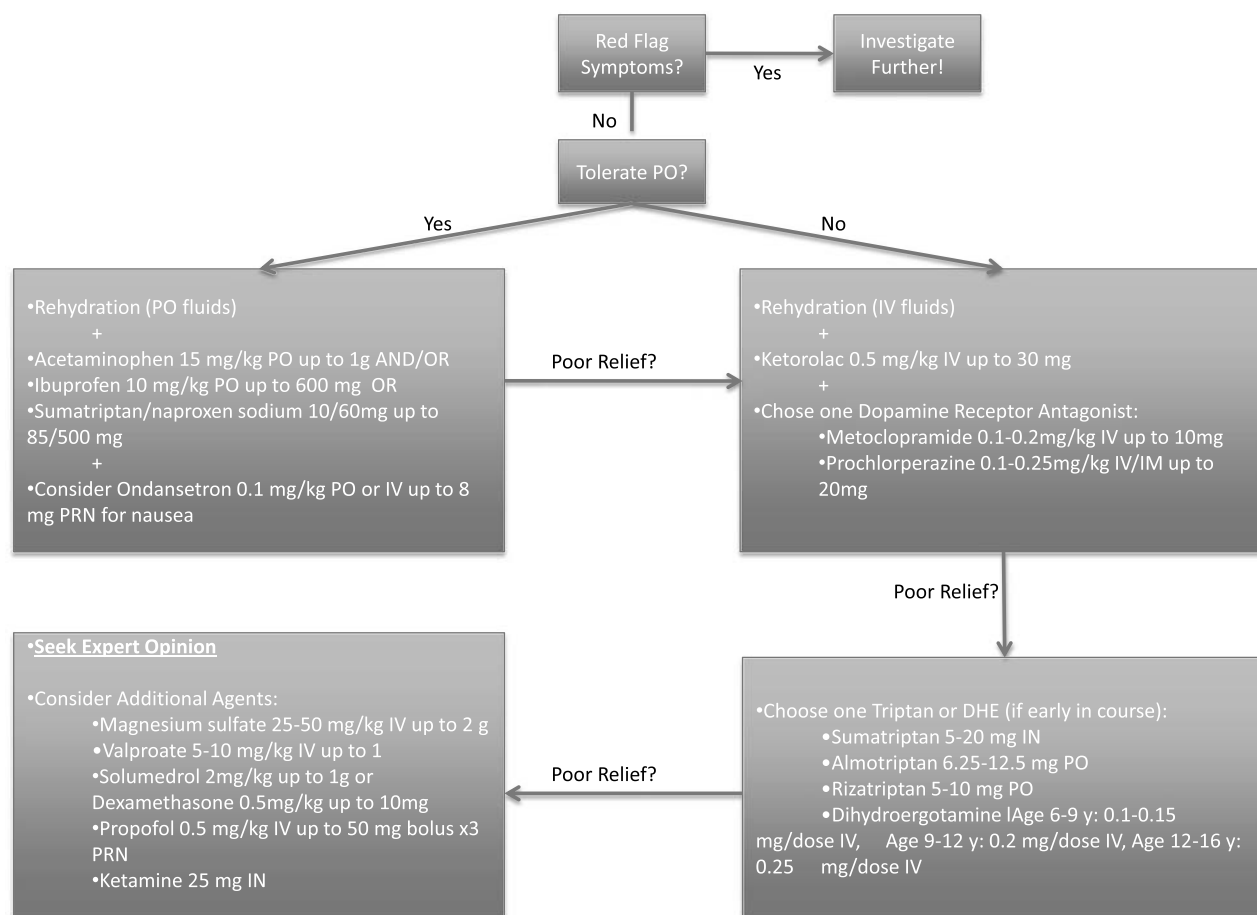 Red Flag
Symptoms?
Yes
Investigate
Further!
No
Tolerate PO?
Yes
No
•Rehydration (PO fluids)
+
•Acetaminophen 15 mg/kg PO up to 1g AND/OR
•Ibuprofen 10 mg/kg PO up to 600 mg  OR
•Sumatriptan/naproxen sodium 10/60mg up to
85/500 mg
+
•Consider Ondansetron 0.1 mg/kg PO or IV up to 8
mg PRN for nausea
Poor Relief?
•Rehydration (IV fluids)
+
•Ketorolac 0.5 mg/kg IV up to 30 mg
+
•Chose one Dopamine Receptor Antagonist:
•Metoclopramide 0.1-0.2mg/kg IV up to 10mg
•Prochlorperazine 0.1-0.25mg/kg IV/IM up to
20mg
Poor Relief?
•Choose one Triptan or DHE (if early in course):
•Sumatriptan 5-20 mg IN
•Almotriptan 6.25-12.5 mg PO
•Rizatriptan 5-10 mg PO
•Dihydroergotamine lAge 6-9 y: 0.1-0.15
mg/dose IV,    Age 9-12 y: 0.2 mg/dose IV, Age 12-16 y:
0.25    mg/dose IV
Poor Relief?
•Seek Expert Opinion
•Consider Additional Agents:
•Magnesium sulfate 25-50 mg/kg IV up to 2 g
•Valproate 5-10 mg/kg IV up to 1
•Solumedrol 2mg/kg up to 1g or
Dexamethasone 0.5mg/kg up to 10mg
•Propofol 0.5 mg/kg IV up to 50 mg bolus x3
PRN
•Ketamine 25 mg IN